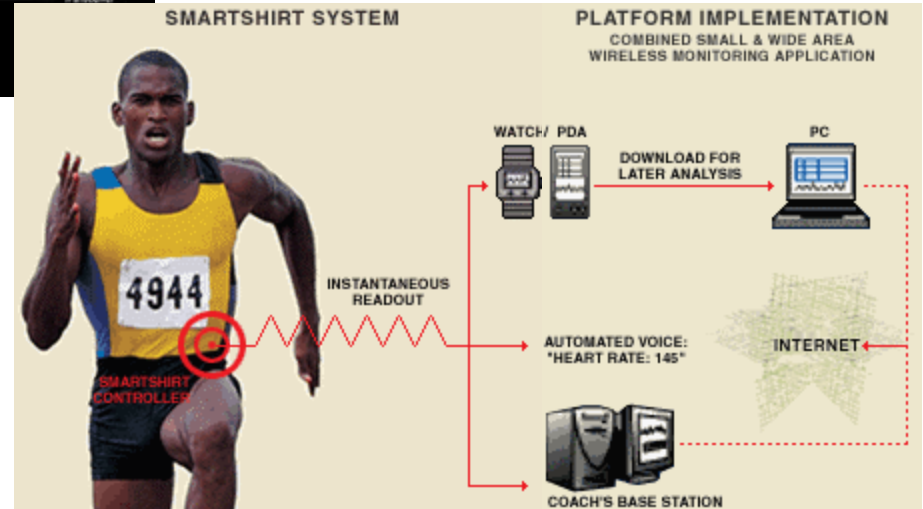 SMARTSHIRT SYSTEM
PLATFORM IMPLEMENTATION
COMBINED SMALL & WIDE AREA
WIRELESS MONITORING APPLICATION
WATCH/ PDA
DOWNLOAD FOR
LATER ANALYSIS
PC
4944
INSTANTANEOUS
READOUT
SMARTSHIRT
CONTROLLER
AUTOMATED VOICE:
"HEART RATE: 145"
INTERNET
COACH'S BASE STATION